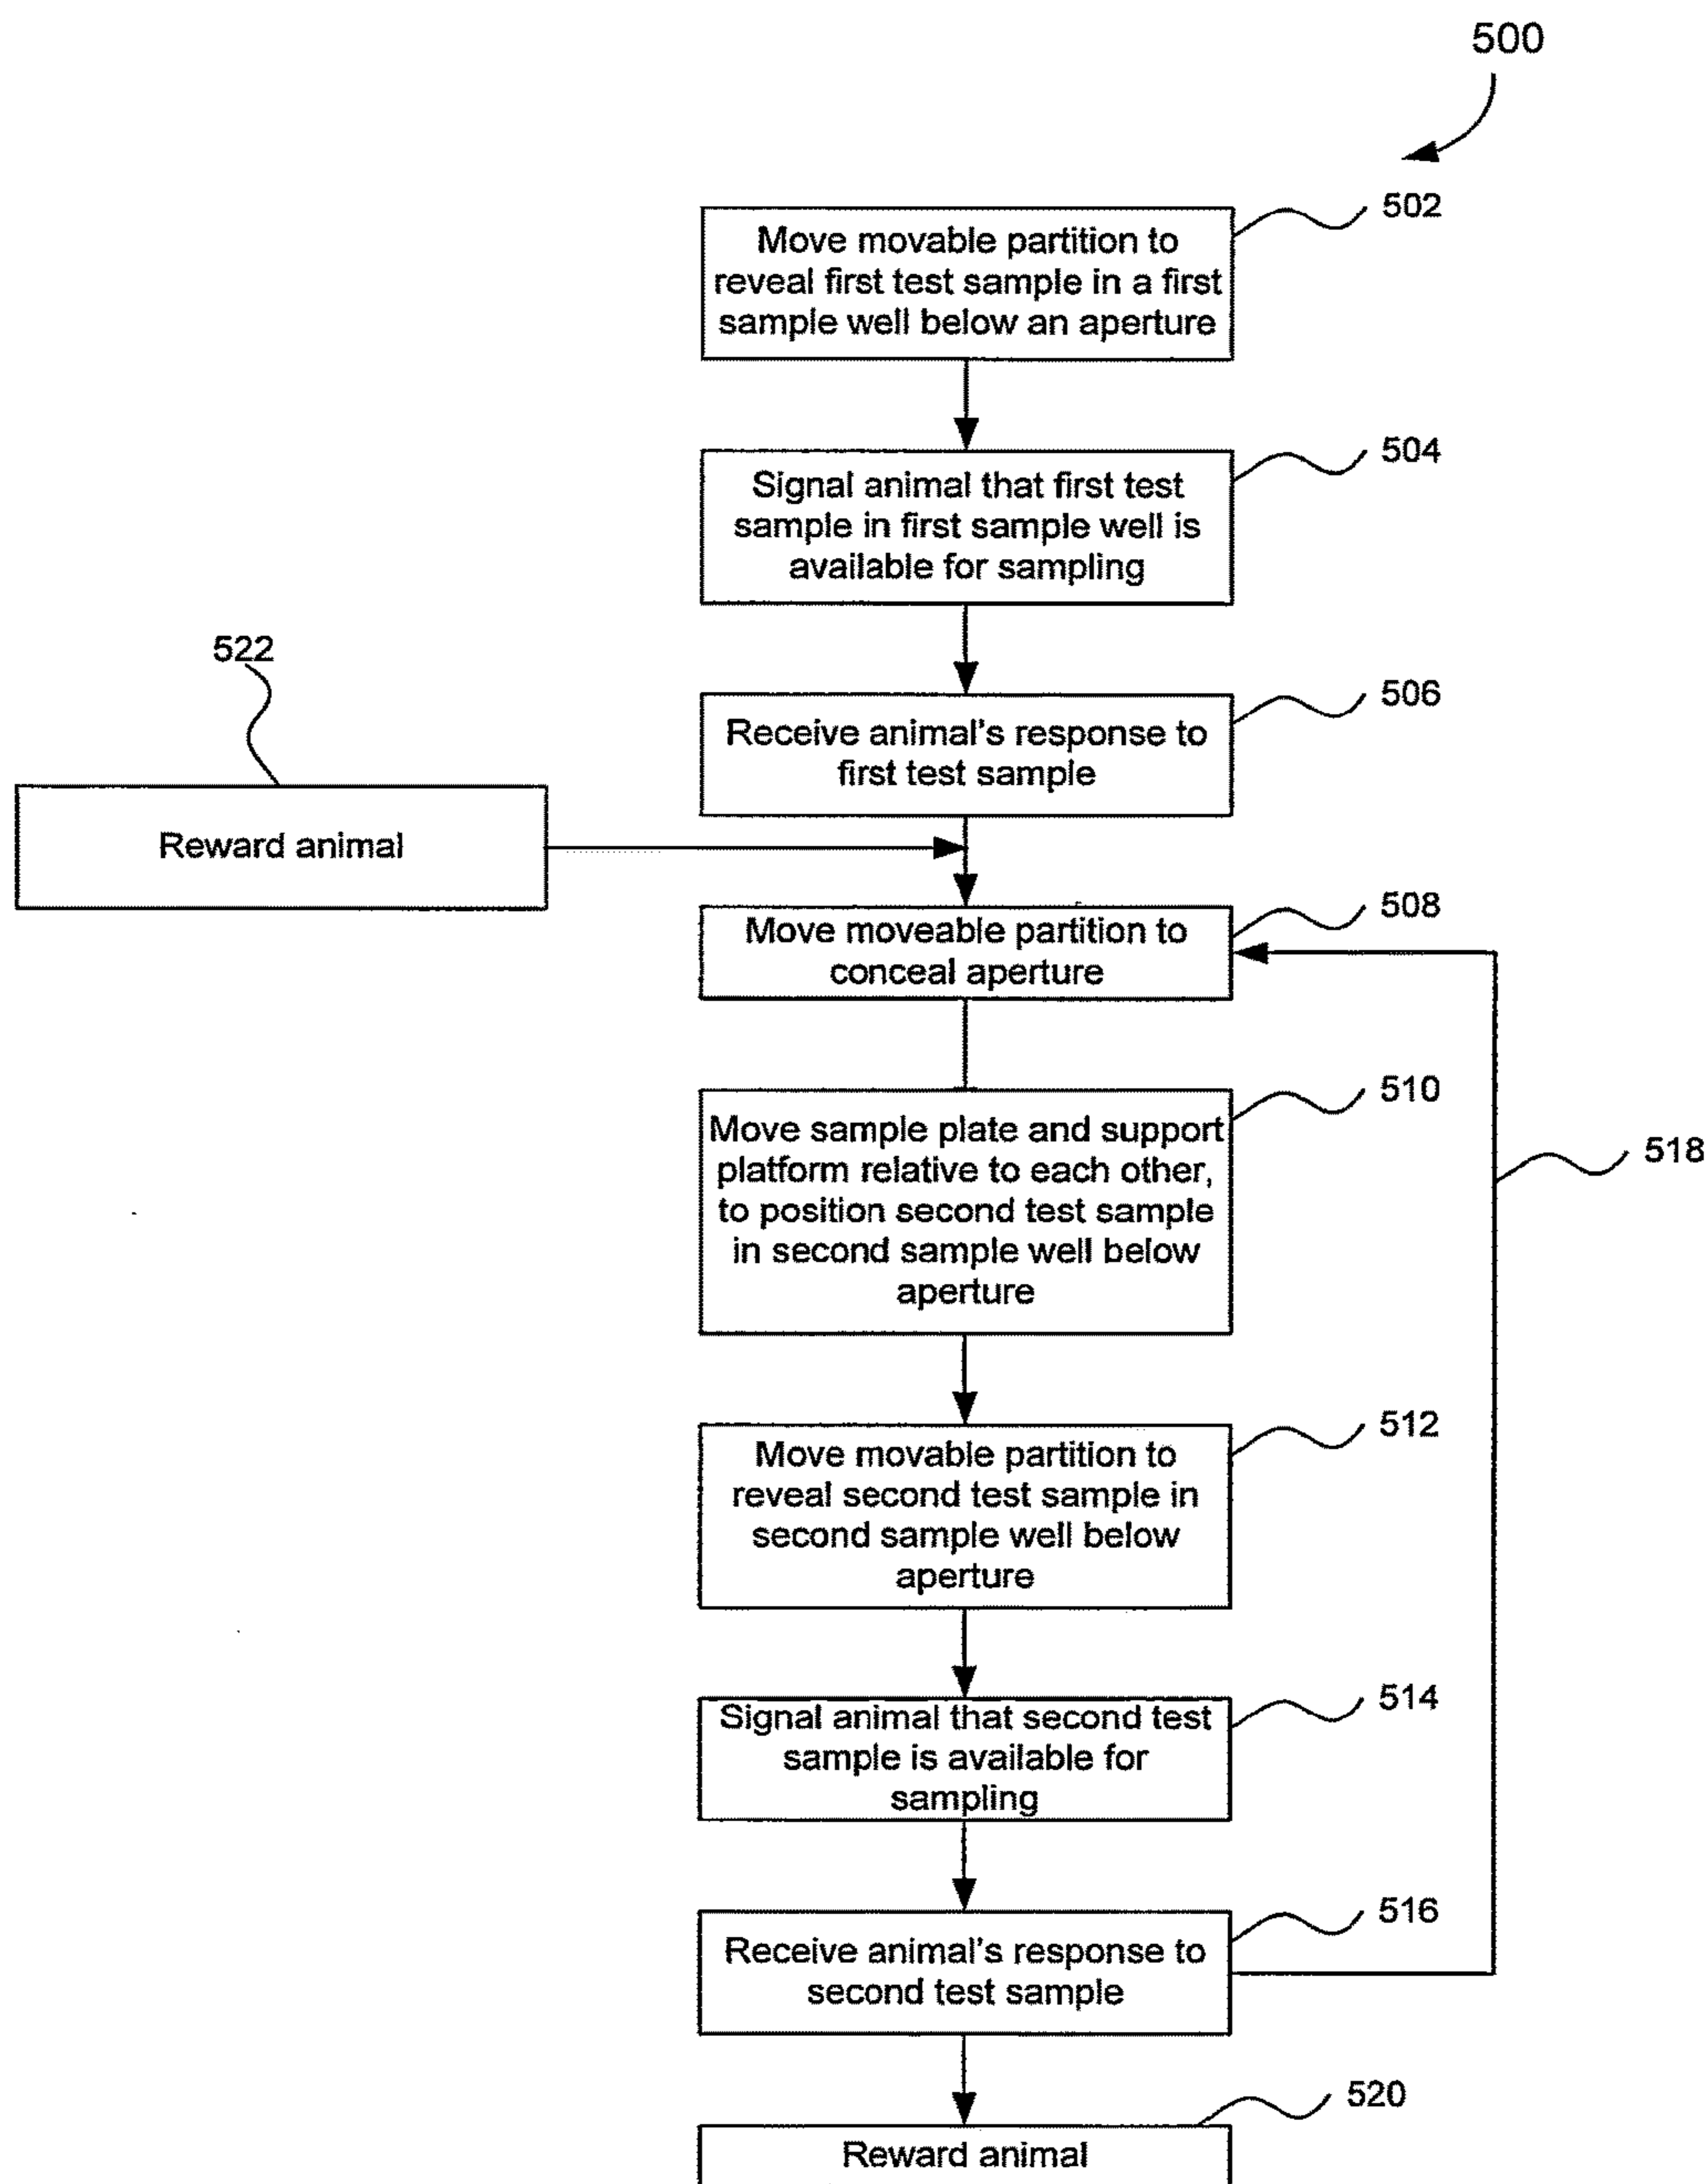 500
502
Move movable partition to
reveal first test sample in a first
sample well below an aperture
504
Signal animal that first test
sample in first sample well is
available for sampling
522
506
Receive animal's response to
first test sample
Reward animal
508
Move moveable partition to
conceal aperture
510
Move sample plate and support
platform relative to each other,
to position second test sample
in second sample well below
aperture
518
512
Move movable partition to
reveal second test sample in
second sample well below
aperture
514
Signal animal that second test
sample is available for
sampling
516
Receive animal's response to
second test sample
520
Reward animal